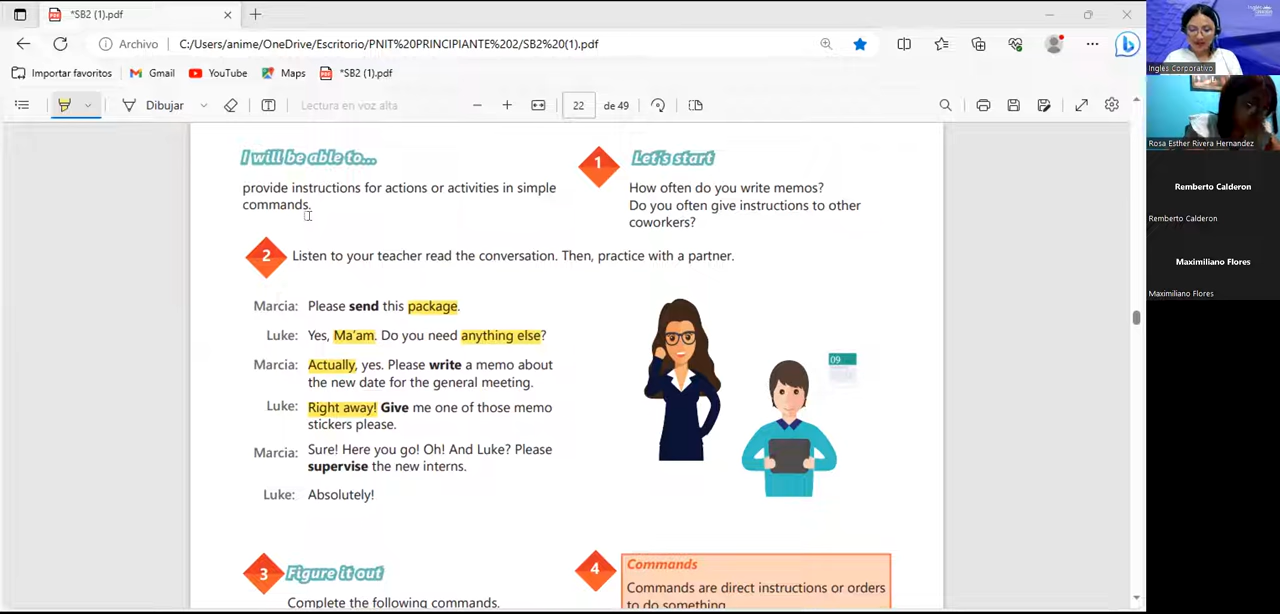 *SB2 (1).pdf
Archivo
C:/Users/anime/OneDrive/Escritorio/PNIT%20PRINCIPIANTE%202/SB2%20(1).pdf
Importar favoritos
Gmail
YouTube
Maps
*SB2 (1).pdf
Dibujar
Lectura en voz alta
22
de 49
I will be able to...
provide instructions for actions or activities in simple
commands.
1
Let's start
How often do you write memos?
Do you often give instructions to other
coworkers?
2
Listen to your teacher read the conversation. Then, practice with a partner.
Marcia: Please send this package.
Luke: Yes, Ma'am. Do you need anything else?
Marcia: Actually, yes. Please write a memo about
the new date for the general meeting.
Luke: Right away! Give me one of those memo
stickers please.
Marcia: Sure! Here you go! Oh! And Luke? Please
supervise the new interns.
Luke: Absolutely!
09
3
Figure it out
Complete the following commands.
4
Commands
Commands are direct instructions or orders
to do something
Ingles Corporativo
Rosa Esther Rivera Hernandez
Remberto Calderon
Remberto Calderon
Maximiliano Flores
Maximiliano Flores